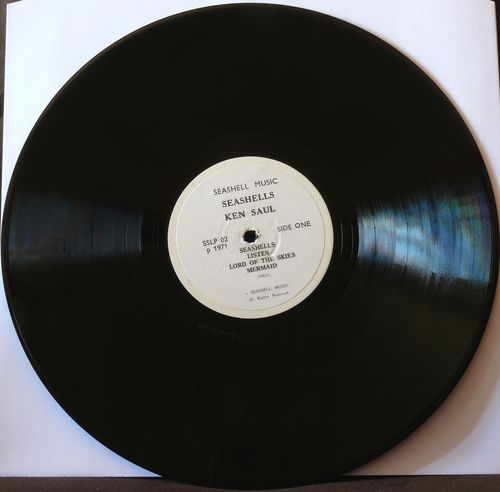 SEASHELL MUSIC
SEASHELLS
KEN SAUL
SSLP 02
P 1971
SIDE ONE
SEASHELLS
LISTEN
LORD OF THE SKIES
MERMAID
(SAUL)
c SEASHELL MUSIC
All Rights Reserved